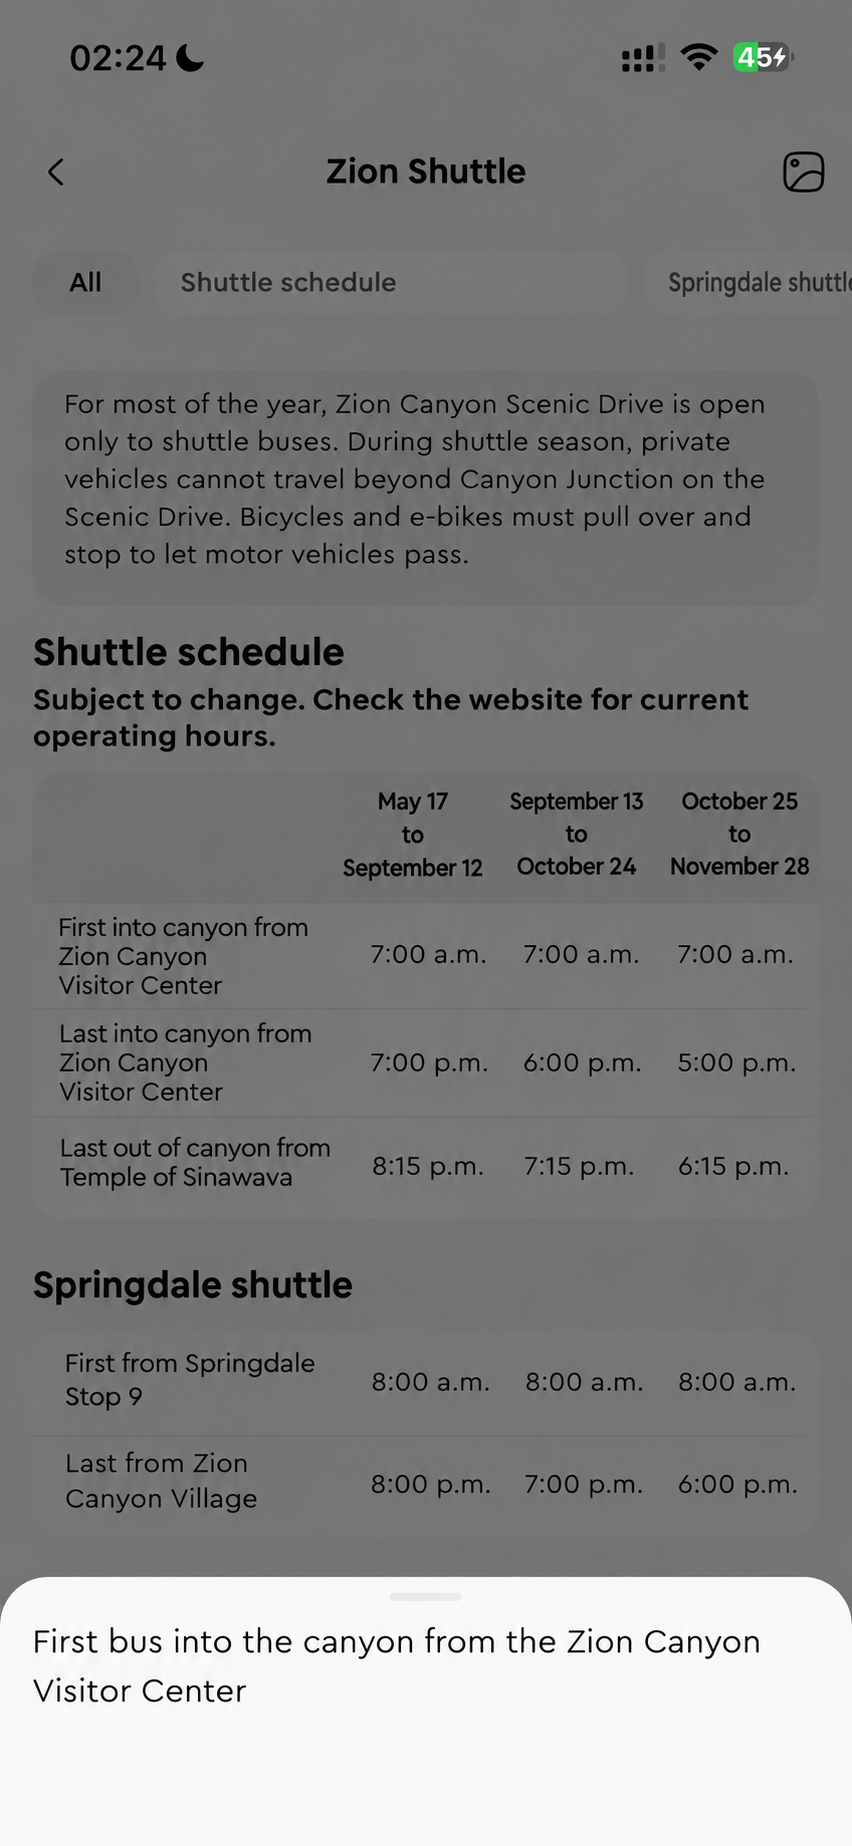 02:24
45
Zion Shuttle
All
Shuttle schedule
Springdale shuttle
For most of the year, Zion Canyon Scenic Drive is open
only to shuttle buses. During shuttle season, private
vehicles cannot travel beyond Canyon Junction on the
Scenic Drive. Bicycles and e-bikes must pull over and
stop to let motor vehicles pass.
Shuttle schedule
Subject to change. Check the website for current
operating hours.
May 17
to
September 12
September 13
to
October 24
October 25
to
November 28
First into canyon from
Zion Canyon
Visitor Center
7:00 a.m.
7:00 a.m.
7:00 a.m.
Last into canyon from
Zion Canyon
Visitor Center
7:00 p.m.
6:00 p.m.
5:00 p.m.
Last out of canyon from
Temple of Sinawava
8:15 p.m.
7:15 p.m.
6:15 p.m.
Springdale shuttle
First from Springdale
Stop 9
8:00 a.m.
8:00 a.m.
8:00 a.m.
Last from Zion
Canyon Village
8:00 p.m.
7:00 p.m.
6:00 p.m.
First bus into the canyon from the Zion Canyon
Visitor Center